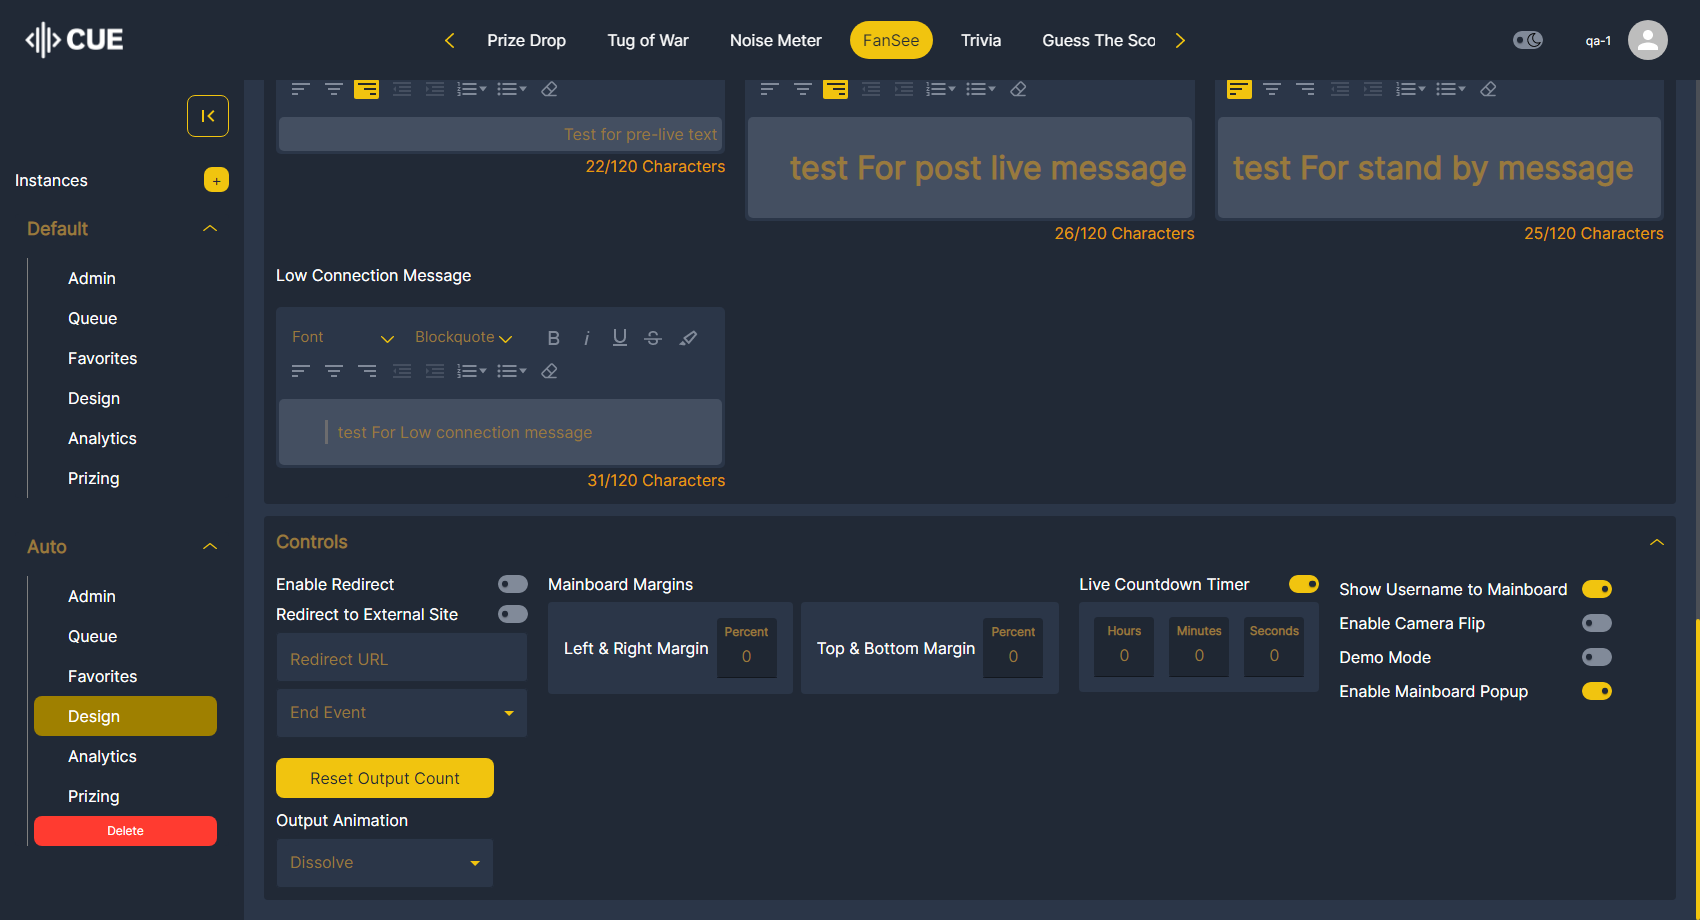 CUE
Prize Drop
Tug of War
Noise Meter
FanSee
Trivia
Guess The Sco
qa-1
Instances
+
Default
Admin
Queue
Favorites
Design
Analytics
Prizing
Auto
Admin
Queue
Favorites
Design
Analytics
Prizing
Delete
Test for pre-live text
22/120 Characters
test For post live message
26/120 Characters
test For stand by message
25/120 Characters
Low Connection Message
Font
Blockquote
B i U S
test For Low connection message
31/120 Characters
Controls
Enable Redirect
Redirect to External Site
Redirect URL
End Event
Reset Output Count
Output Animation
Dissolve
Mainboard Margins
Left & Right Margin
Percent
0
Top & Bottom Margin
Percent
0
Live Countdown Timer
Hours
0
Minutes
0
Seconds
0
Show Username to Mainboard
Enable Camera Flip
Demo Mode
Enable Mainboard Popup